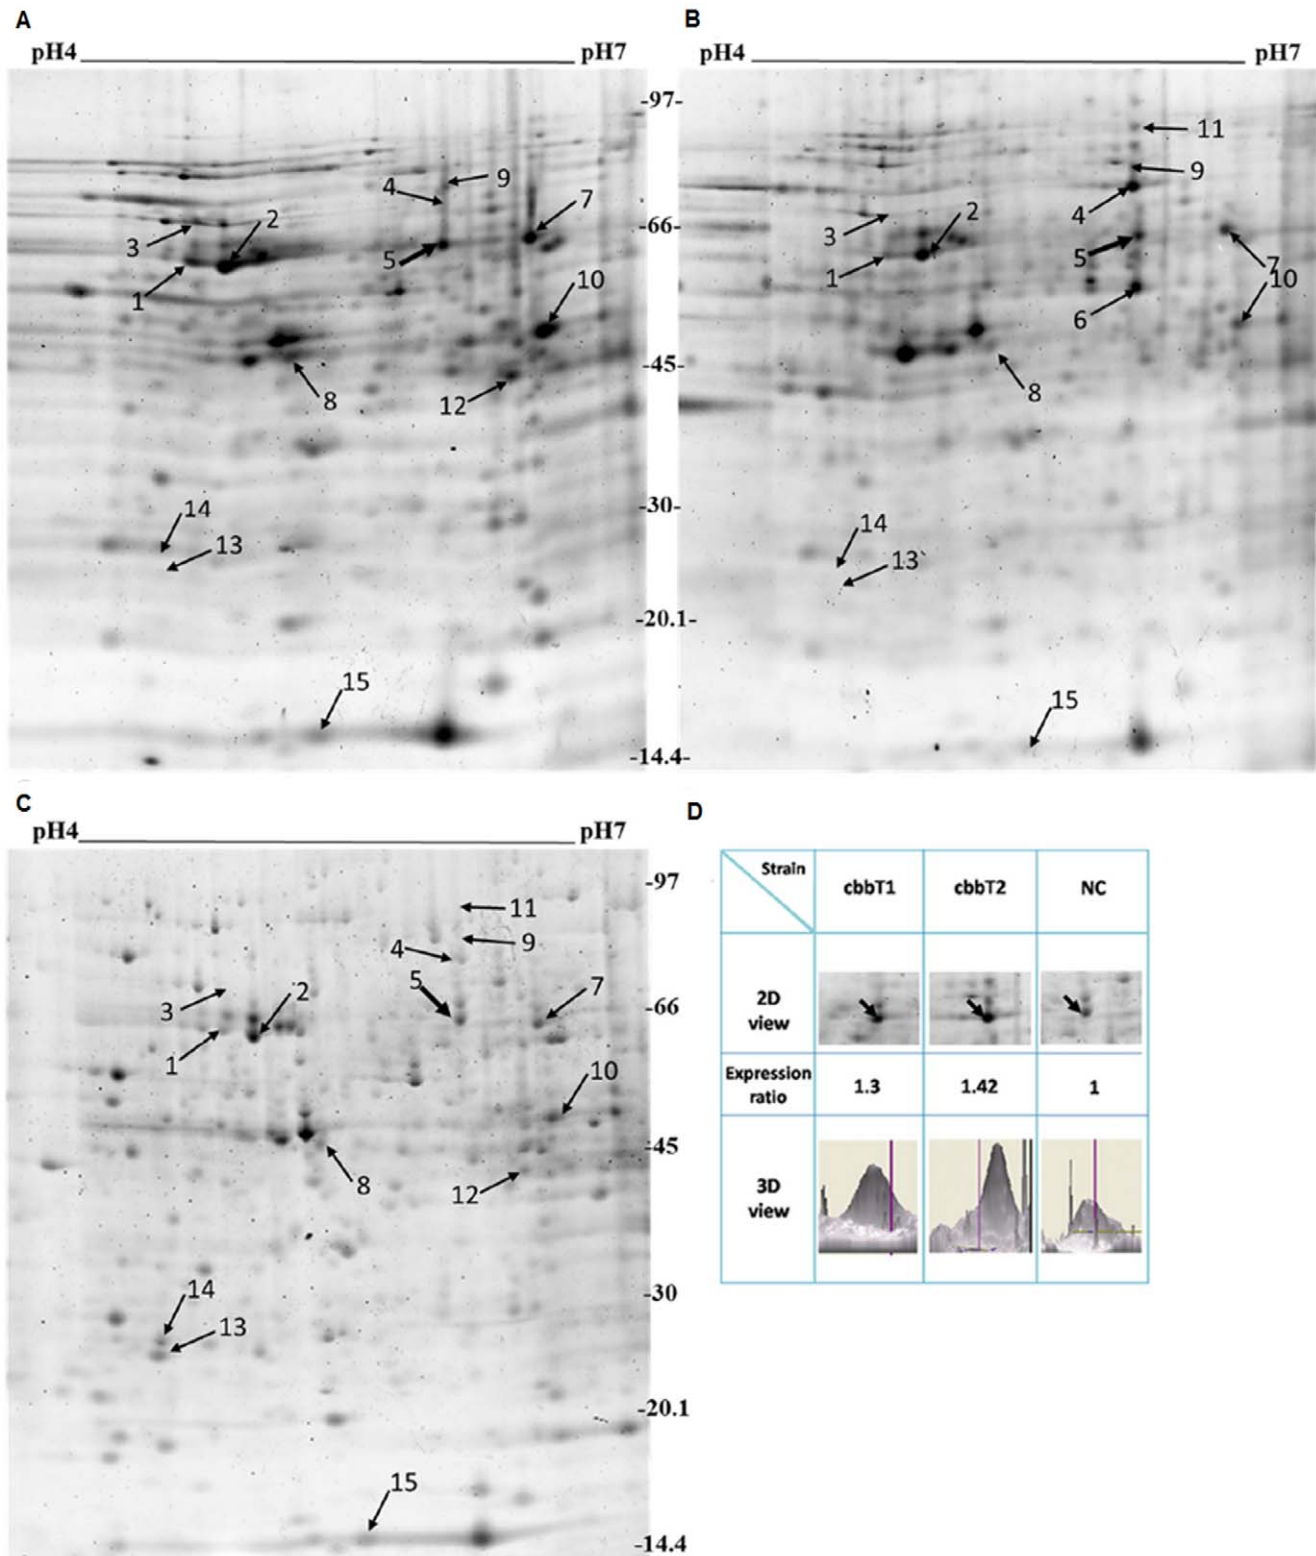 A
pH4
pH7
-97-
9
4
7
2
3
-66-
5
10
1
-45-
8
12
-30-
14
13
-20.1-
15
-14.4-
B
pH4
pH7
11
9
2
4
3
5
1
7
10
6
8
14
13
15
C
pH4
pH7
-97
11
4
9
5
7
2
3
-66
1
10
-45
8
12
-30
14
13
-20.1
15
-14.4
D
Strain
cbbT1
cbbT2
NC
2D
view
Expression
ratio
1.3
1.42
1
3D
view